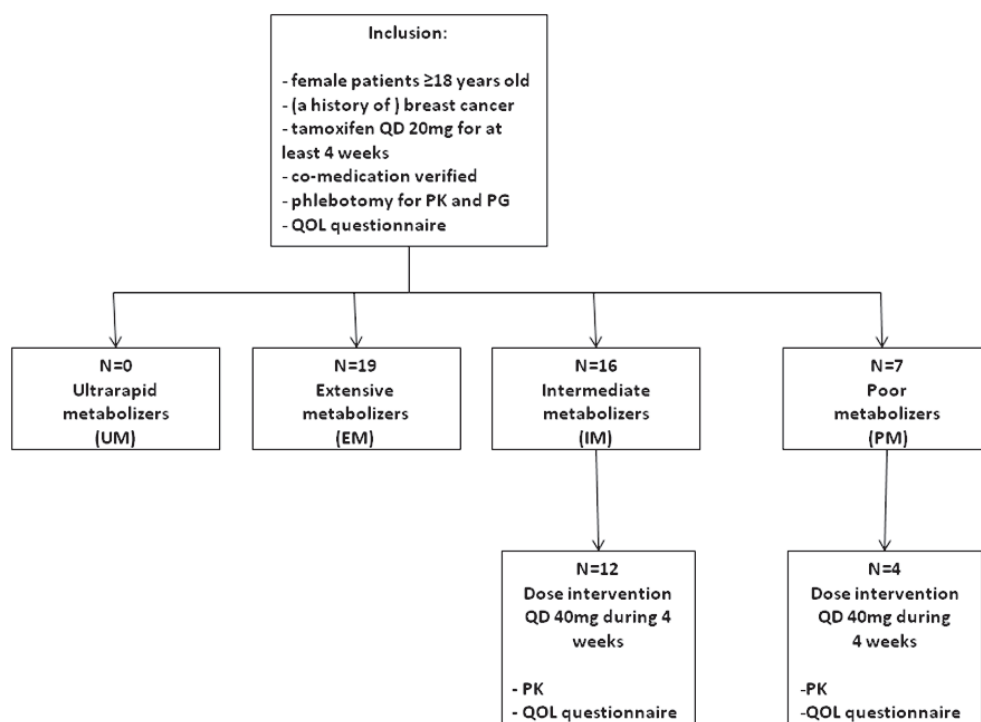 Inclusion:
- female patients ≥18 years old
- (a history of ) breast cancer
- tamoxifen QD 20mg for at
least 4 weeks
- co-medication verified
- phlebotomy for PK and PG
- QOL questionnaire
N=0
Ultrarapid
metabolizers
(UM)
N=19
Extensive
metabolizers
(EM)
N=16
Intermediate
metabolizers
(IM)
N=7
Poor
metabolizers
(PM)
N=12
Dose intervention
QD 40mg during 4
weeks
- PK
- QOL questionnaire
N=4
Dose intervention
QD 40mg during
4 weeks
-PK
-QOL questionnaire